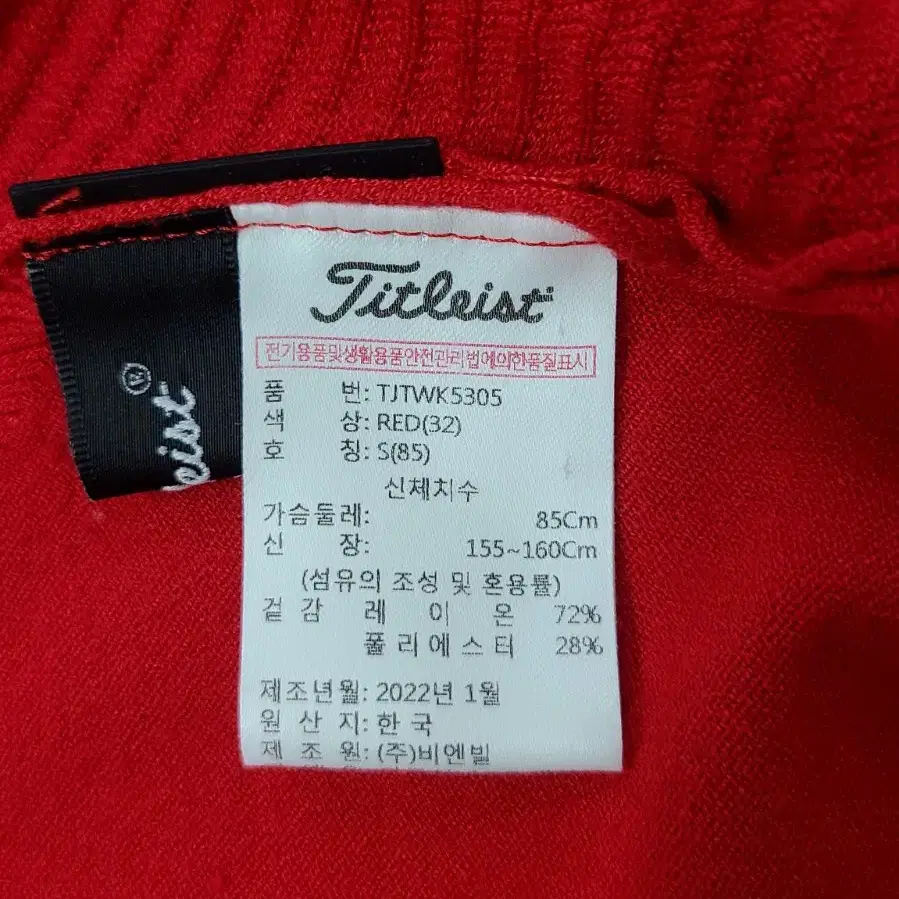 Titleist
전기용품및생활용품안전관리법에의한품질표시
품 번: TJTWK5305
색 상: RED(32)
호 칭: S(85)
신체치수
가슴둘레: 85Cm
신 장: 155~160Cm
(섬유의 조성 및 혼용률)
겉감 레이온 72%
폴리에스터 28%
제조년월: 2022년 1월
원 산 지: 한 국
제 조 원: (주)비엔빌
leist®